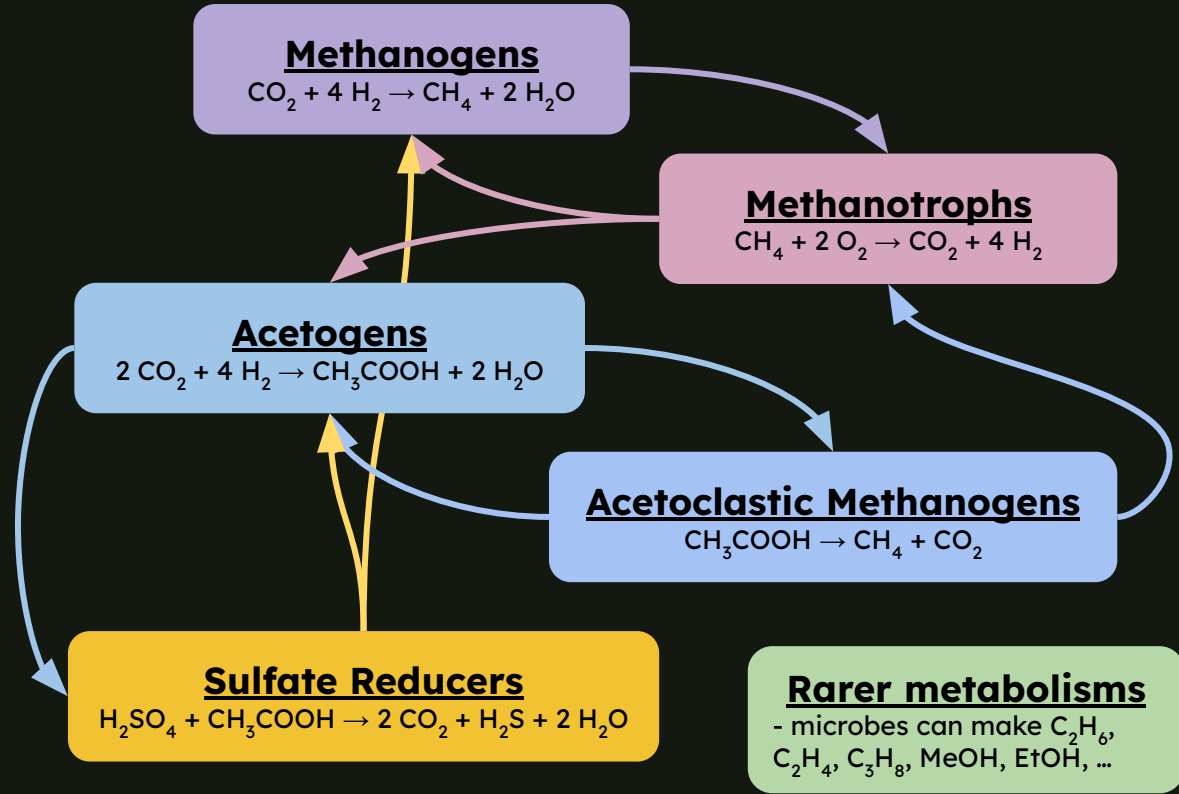 Methanogens
CO₂ + 4 H₂ → CH₄ + 2 H₂O
Methanotrophs
CH₄ + 2 O₂ → CO₂ + 4 H₂
Acetogens
2 CO₂ + 4 H₂ → CH₃COOH + 2 H₂O
Acetoclastic Methanogens
CH₃COOH → CH₄ + CO₂
Sulfate Reducers
H₂SO₄ + CH₃COOH → 2 CO₂ + H₂S + 2 H₂O
Rarer metabolisms
- microbes can make C₂H₆,
C₂H₄, C₃H₈, MeOH, EtOH, ...